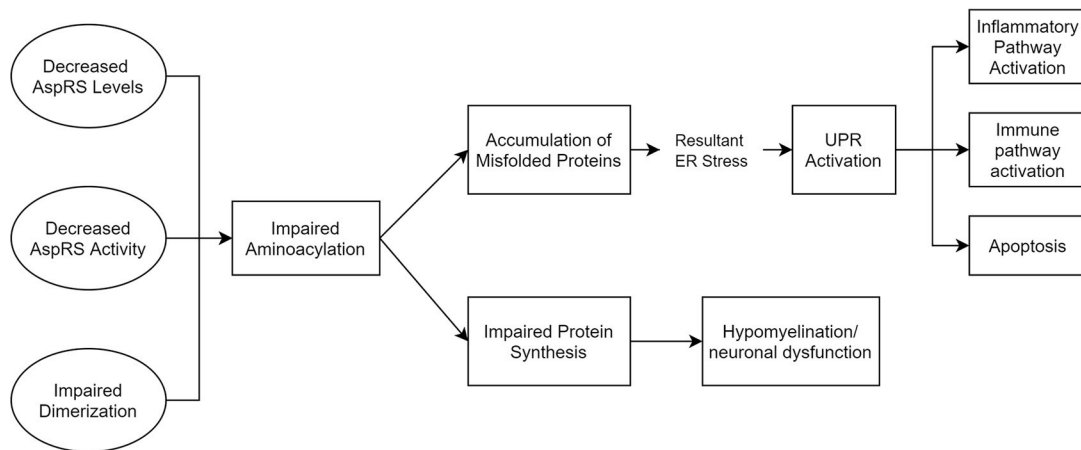 Decreased
AspRS Levels
Decreased
AspRS Activity
Impaired
Dimerization
Impaired
Aminoacylation
Accumulation of
Misfolded Proteins
Resultant
ER Stress
UPR
Activation
Inflammatory
Pathway
Activation
Immune
pathway
activation
Apoptosis
Impaired Protein
Synthesis
Hypomyelination/
neuronal dysfunction